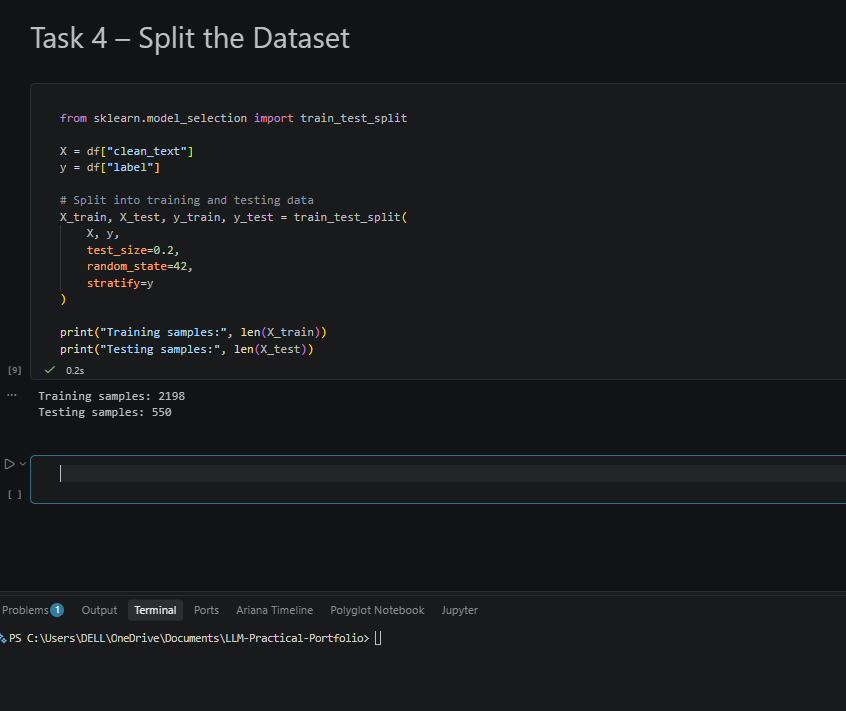 Task 4 – Split the Dataset
from sklearn.model_selection import train_test_split
X = df["clean_text"]
y = df["label"]
# Split into training and testing data
X_train, X_test, y_train, y_test = train_test_split(
    X, y,
    test_size=0.2,
    random_state=42,
    stratify=y
)
print("Training samples:", len(X_train))
print("Testing samples:", len(X_test))
[9] 0.2s
... Training samples: 2198
Testing samples: 550
[ ]
Problems 1 Output Terminal Ports Ariana Timeline Polyglot Notebook Jupyter
PS C:\Users\DELL\OneDrive\Documents\LLM-Practical-Portfolio>